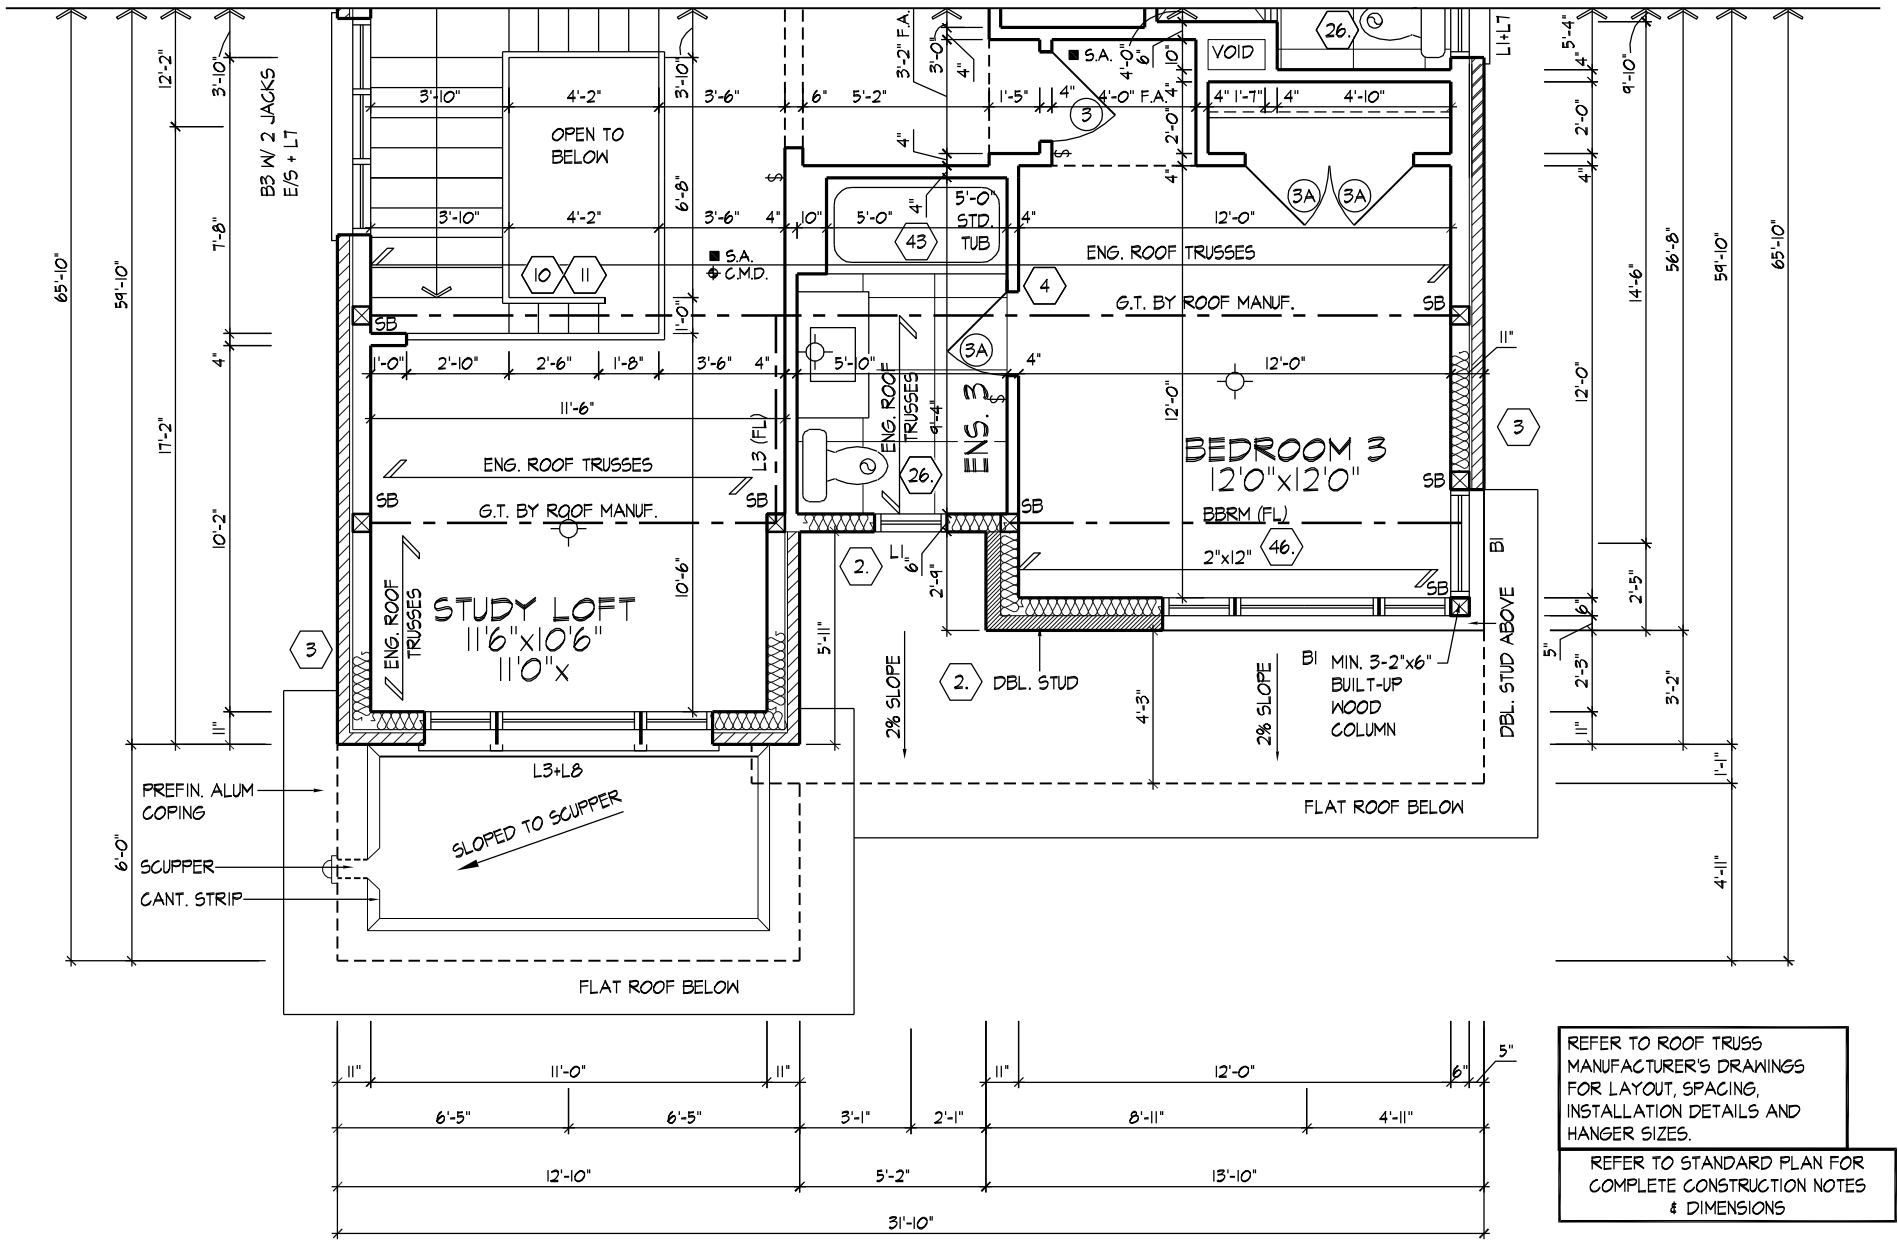 26.
L1+L7
VOID
S.A.
3'-2" F.A.
3'-0"
4"
4'-0"
6"
10"
5'-4"
4"
9'-10"
12'-2"
3'-10"
B3 W/ 2 JACKS
E/S + L7
3'-10"
3'-10"
4'-2"
3'-6"
6"
5'-2"
1'-5"
4"
4'-0" F.A.
4"
1'-7"
4"
4'-10"
3
OPEN TO
BELOW
4"
2'-0"
4"
4"
2'-0"
4"
3A
3A
6'-8"
7'-8"
3'-10"
4'-2"
3'-6"
4"
10"
5'-0"
4"
5'-0"
STD.
TUB
4"
12'-0"
43
S.A.
C.M.D.
ENG. ROOF TRUSSES
65'-10"
59'-10"
14'-6"
56'-8"
59'-10"
65'-10"
10
11
4
G.T. BY ROOF MANUF.
SB
SB
1'-0"
11"
4"
3A
1'-0"
2'-10"
2'-6"
1'-8"
3'-6"
4"
5'-10"
4"
12'-0"
12'-0"
12'-0"
11'-6"
17'-2"
L3 (FL)
ENG. ROOF
TRUSSES
9'-4"
ENS. 3
3
BEDROOM 3
12'0"x12'0"
ENG. ROOF TRUSSES
26.
SB
SB
SB
SB
SB
G.T. BY ROOF MANUF.
BBRM (FL)
10'-2"
L1
6"
2.
2"x12"
46.
B1
2'-9"
2'-5"
10'-6"
SB
6"
ENG. ROOF
TRUSSES
STUDY LOFT
11'6"x10'6"
11'0"x
3
5'-11"
5"
DBL. STUD ABOVE
2% SLOPE
2.
DBL. STUD
4'-3"
2% SLOPE
B1
MIN. 3-2"x6"
BUILT-UP
WOOD
COLUMN
2'-3"
3'-2"
11"
11"
L3+L8
1'-1"
PREFIN. ALUM
COPING
SLOPED TO SCUPPER
FLAT ROOF BELOW
6'-0"
SCUPPER
4'-11"
CANT. STRIP
FLAT ROOF BELOW
11"
11'-0"
11"
11"
12'-0"
6"
5"
6'-5"
6'-5"
3'-1"
2'-1"
8'-11"
4'-11"
12'-10"
5'-2"
13'-10"
31'-10"
REFER TO ROOF TRUSS
MANUFACTURER'S DRAWINGS
FOR LAYOUT, SPACING,
INSTALLATION DETAILS AND
HANGER SIZES.
REFER TO STANDARD PLAN FOR
COMPLETE CONSTRUCTION NOTES
& DIMENSIONS